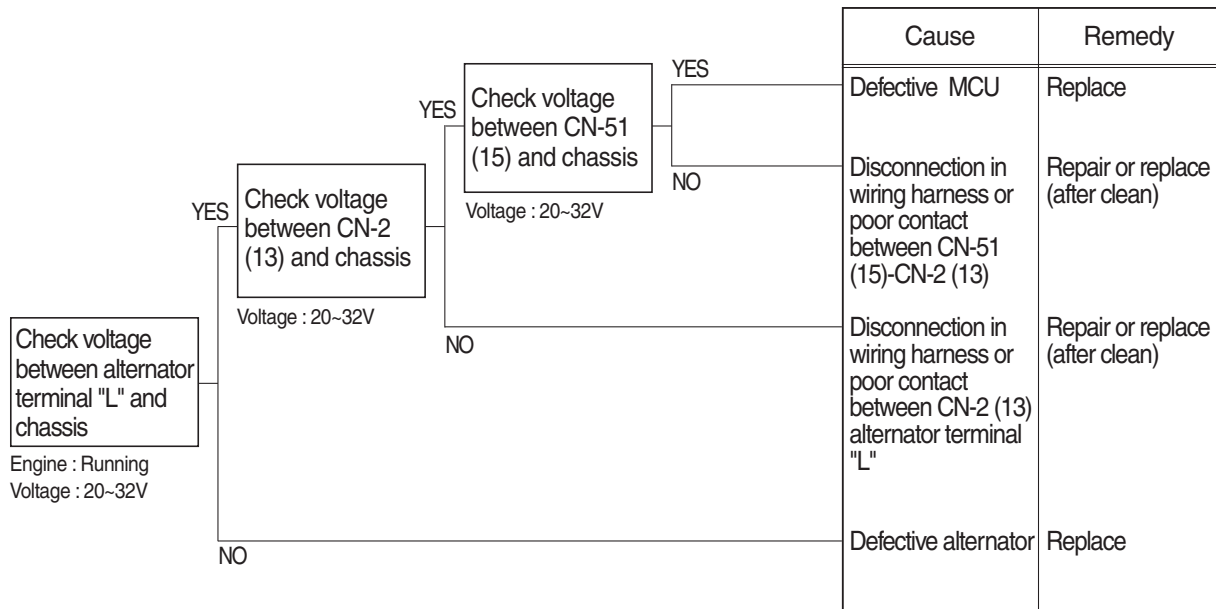 Cause
Remedy
YES
Defective MCU
Replace
YES
Check voltage
between CN-51
(15) and chassis
NO
Voltage : 20~32V
Disconnection in
wiring harness or
poor contact
between CN-51
(15)-CN-2 (13)
Repair or replace
(after clean)
YES
Check voltage
between CN-2
(13) and chassis
Voltage : 20~32V
NO
Disconnection in
wiring harness or
poor contact
between CN-2 (13)
alternator terminal
"L"
Repair or replace
(after clean)
Check voltage
between alternator
terminal "L" and
chassis
Engine : Running
Voltage : 20~32V
NO
Defective alternator
Replace